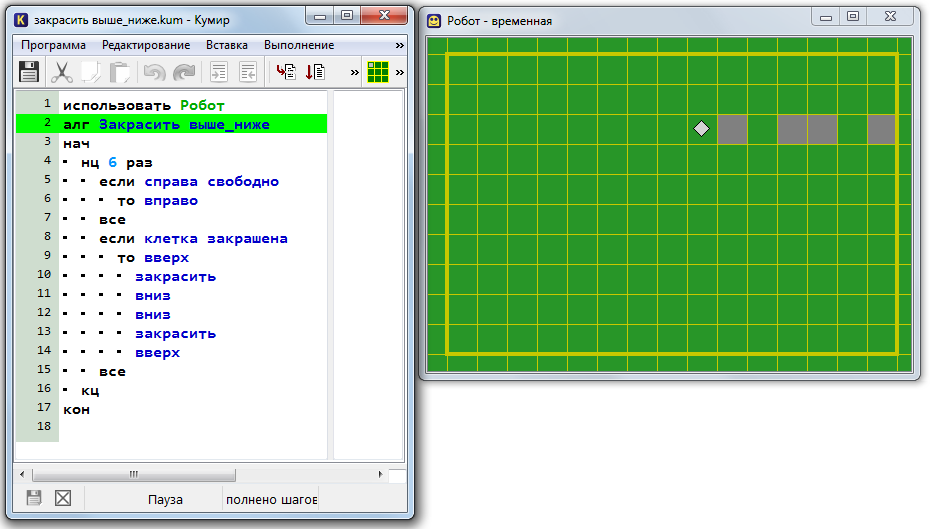 закрасить выше_ниже.kum - Кумир
Программа Редактирование Вставка Выполнение »
» »
1 использовать Робот
2 алг Закрасить выше_ниже
3 нач
4 нц 6 раз
5 если справа свободно
6 то вправо
7 все
8 если клетка закрашена
9 то вверх
10 закрасить
11 вниз
12 вниз
13 закрасить
14 вверх
15 все
16 кц
17 кон
18
Пауза полнено шагов
Робот - временная